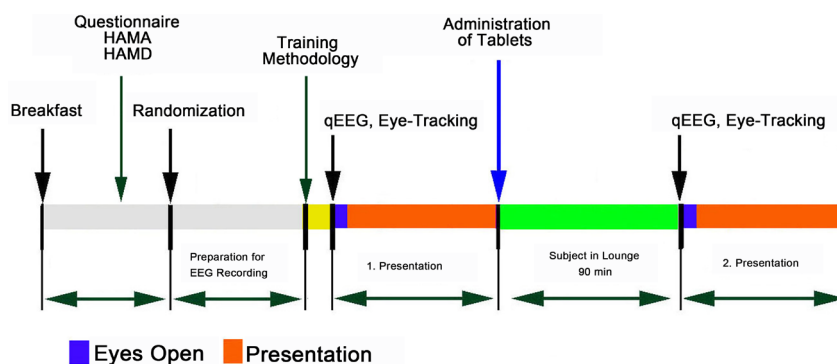 Questionnaire
HAMA
HAMD
Training
Methodology
Administration
of Tablets
Breakfast
Randomization
qEEG, Eye-Tracking
qEEG, Eye-Tracking
Preparation for
EEG Recording
1. Presentation
Subject in Lounge
90 min
2. Presentation
Eyes Open
Presentation